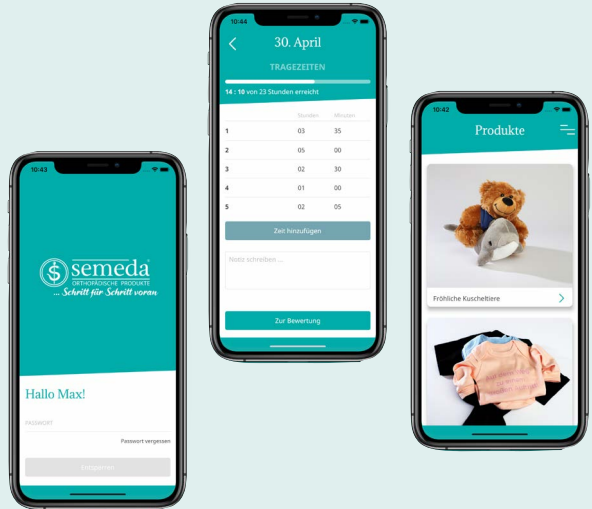 10:43
semeda
ORTHOPÄDISCHE PRODUKTE
... Schritt für Schritt voran
Hallo Max!
PASSWORT
Passwort vergessen
10:44
30. April
TRAGEZEITEN
14 : 10 von 23 Stunden erreicht
Stunden Minuten
1 03 35
2 05 00
3 02 30
4 01 00
5 02 05
Zeit hinzufügen
Notiz schreiben ...
Zur Bewertung
10:42
Produkte
Fröhliche Kuscheltiere